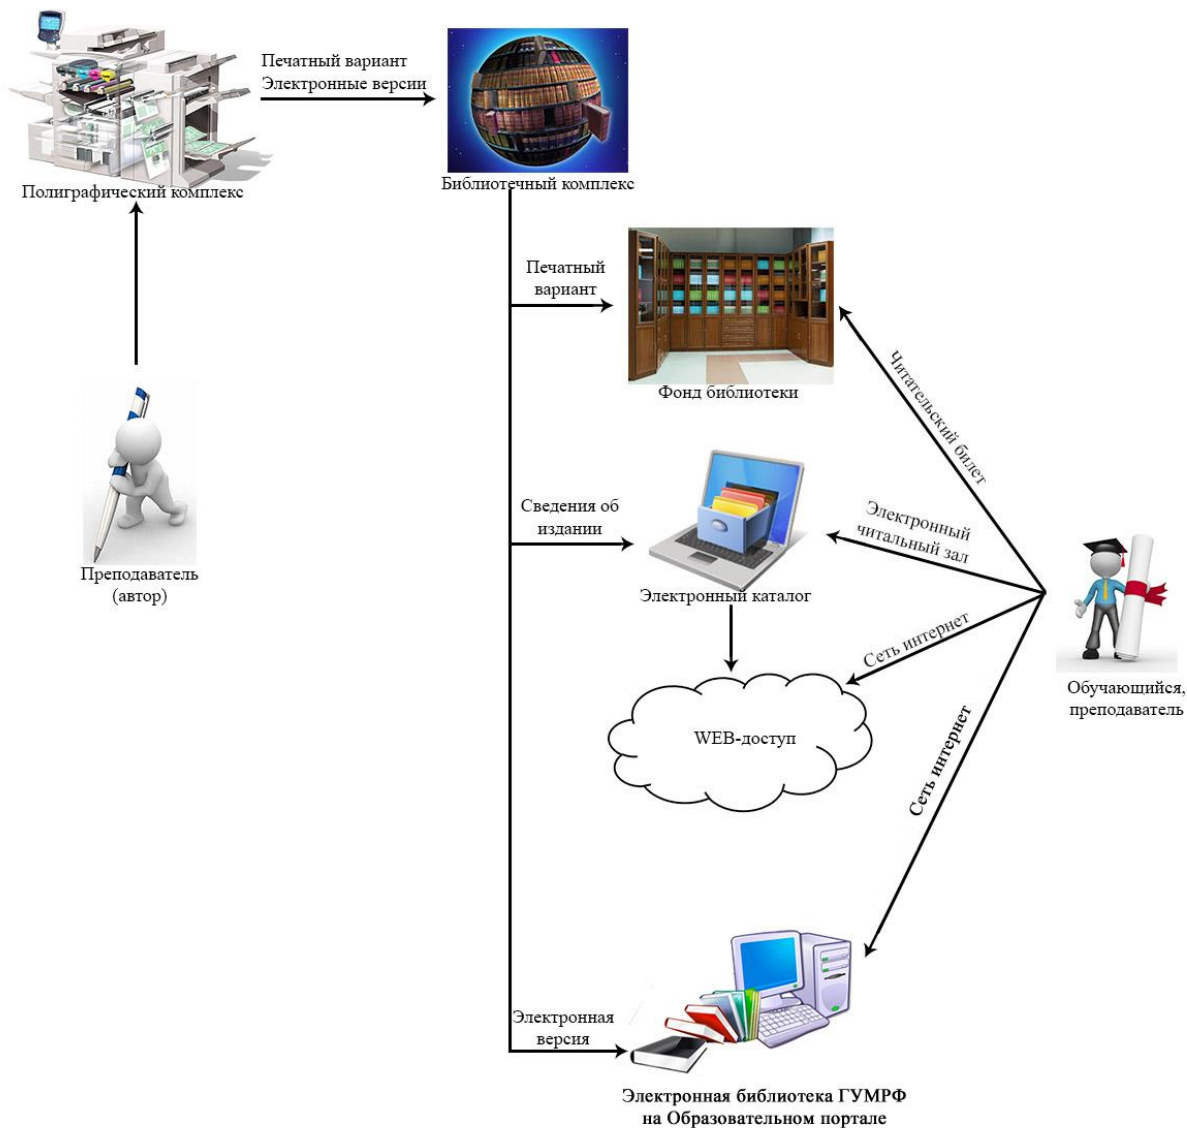 Печатный вариант
Электронные версии
Полиграфический комплекс
Библиотечный комплекс
Печатный
вариант
Фонд библиотеки
Читательский билет
Преподаватель
(автор)
Сведения об
издании
Электронный каталог
Электронный
читальный зал
Сеть интернет
Обучающийся,
преподаватель
WEB-доступ
Сеть интернет
Электронная
версия
Электронная библиотека ГУМРФ
на Образовательном портале